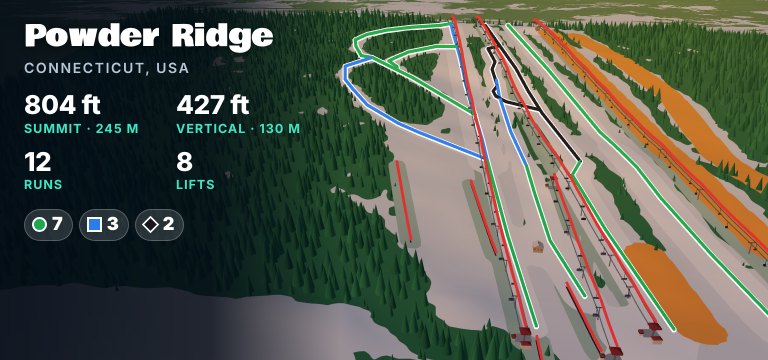 Powder Ridge
CONNECTICUT, USA
804 ft 427 ft
SUMMIT · 245 M VERTICAL · 130 M
12 8
RUNS LIFTS
7 3 2